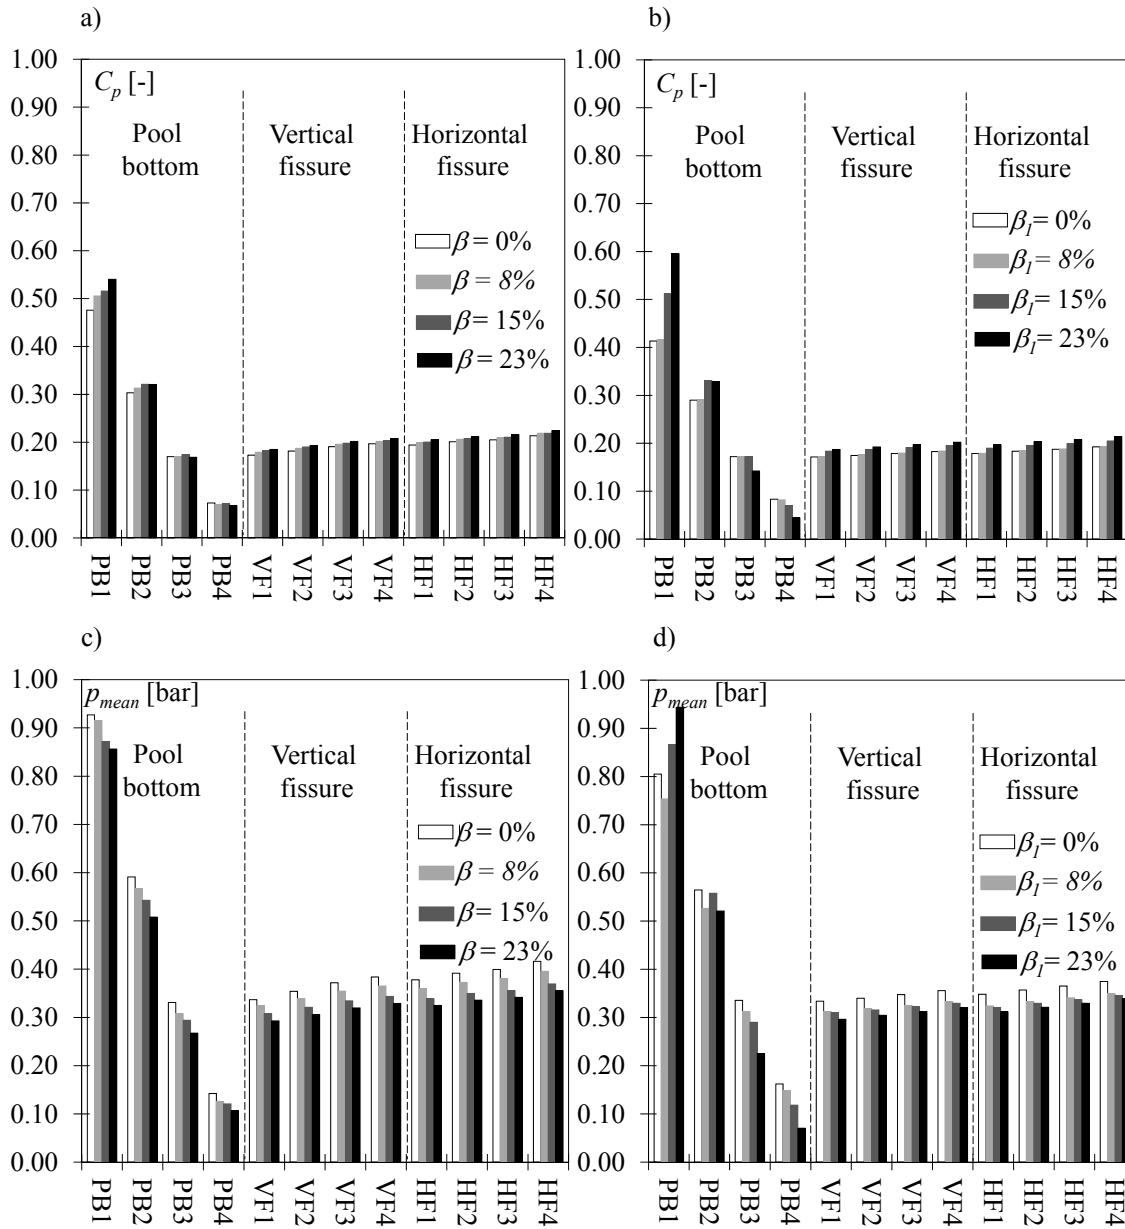 a)
1.00
0.90
0.80
0.70
0.60
0.50
0.40
0.30
0.20
0.10
0.00
C_p [-]
Pool
bottom
Vertical
fissure
Horizontal
fissure
β = 0%
β = 8%
β = 15%
β = 23%
PB1
PB2
PB3
PB4
VF1
VF2
VF3
VF4
HF1
HF2
HF3
HF4
b)
1.00
0.90
0.80
0.70
0.60
0.50
0.40
0.30
0.20
0.10
0.00
C_p [-]
Pool
bottom
Vertical
fissure
Horizontal
fissure
β_1= 0%
β_1= 8%
β_1= 15%
β_1= 23%
PB1
PB2
PB3
PB4
VF1
VF2
VF3
VF4
HF1
HF2
HF3
HF4
c)
1.00
0.90
0.80
0.70
0.60
0.50
0.40
0.30
0.20
0.10
0.00
p_mean [bar]
Pool
bottom
Vertical
fissure
Horizontal
fissure
β = 0%
β = 8%
β = 15%
β = 23%
PB1
PB2
PB3
PB4
VF1
VF2
VF3
VF4
HF1
HF2
HF3
HF4
d)
1.00
0.90
0.80
0.70
0.60
0.50
0.40
0.30
0.20
0.10
0.00
p_mean [bar]
Pool
bottom
Vertical
fissure
Horizontal
fissure
β_1= 0%
β_1= 8%
β_1= 15%
β_1= 23%
PB1
PB2
PB3
PB4
VF1
VF2
VF3
VF4
HF1
HF2
HF3
HF4